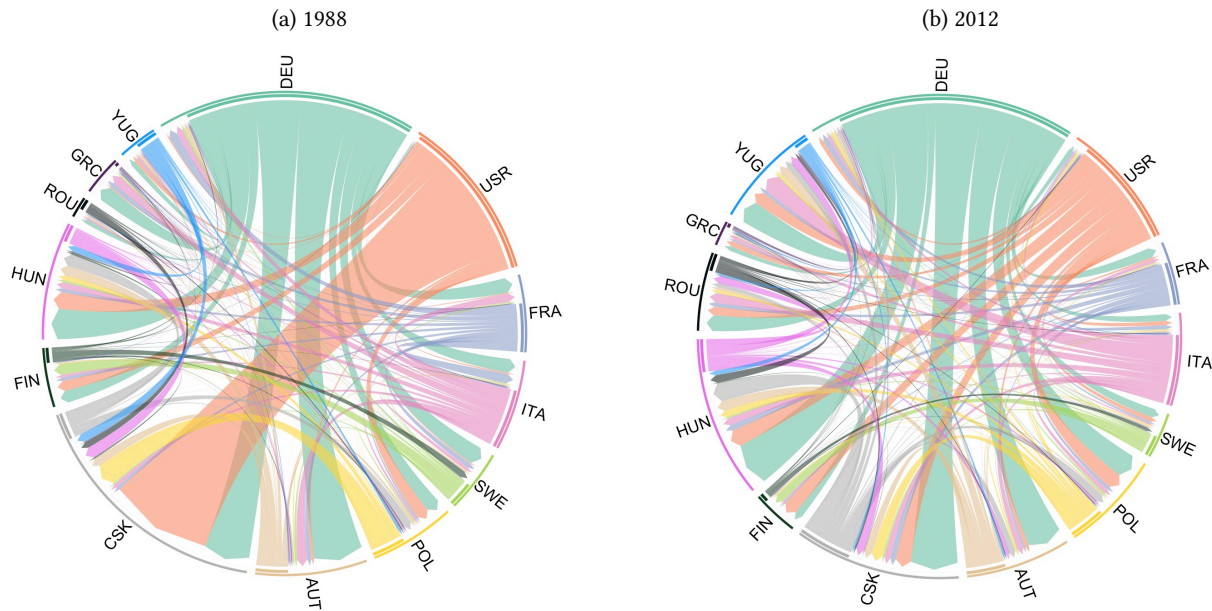 (a) 1988
DEU
USR
FRA
ITA
SWE
POL
AUT
CSK
FIN
HUN
ROU
GRC
YUG
(b) 2012
DEU
USR
FRA
ITA
SWE
POL
AUT
CSK
FIN
HUN
ROU
GRC
YUG